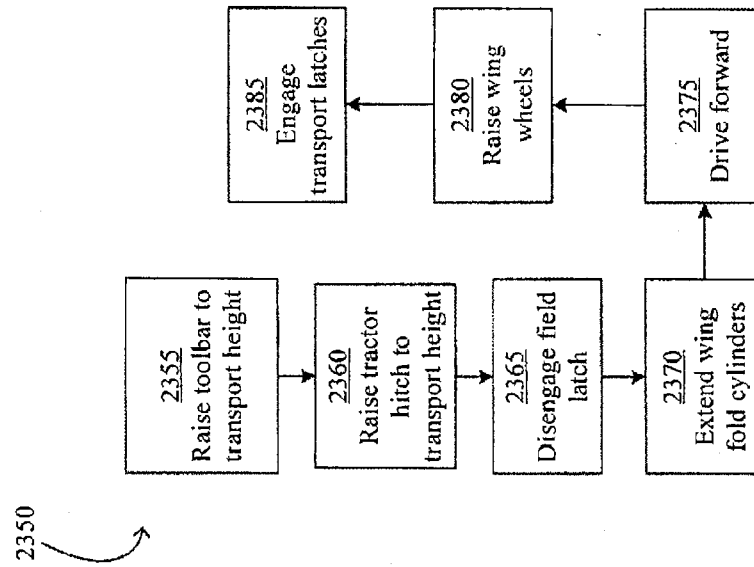 2350
2355
Raise toolbar to
transport height
2360
Raise tractor
hitch to
transport height
2365
Disengage field
latch
2370
Extend wing
fold cylinders
2375
Drive forward
2380
Raise wing
wheels
2385
Engage
transport latches